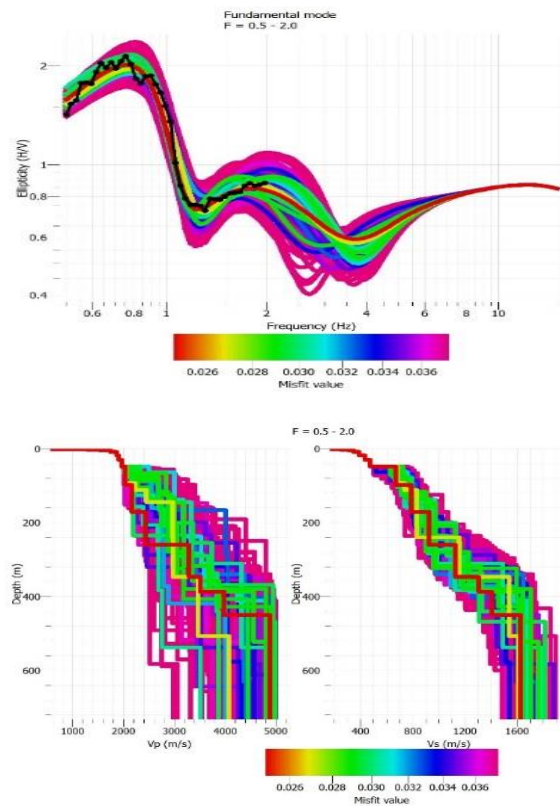 Fundamental mode
F = 0.5 - 2.0
Ellipticity (H/V)
2
1
0.8
0.6
0.4
0.6 0.8 1 2 4 6 8 10
Frequency (Hz)
0.026 0.028 0.030 0.032 0.034 0.036
Misfit value
F = 0.5 - 2.0
Depth (m)
0
200
400
600
1000 2000 3000 4000 5000
Vp (m/s)
Depth (m)
0
200
400
600
400 800 1200 1600
Vs (m/s)
0.026 0.028 0.030 0.032 0.034 0.036
Misfit value